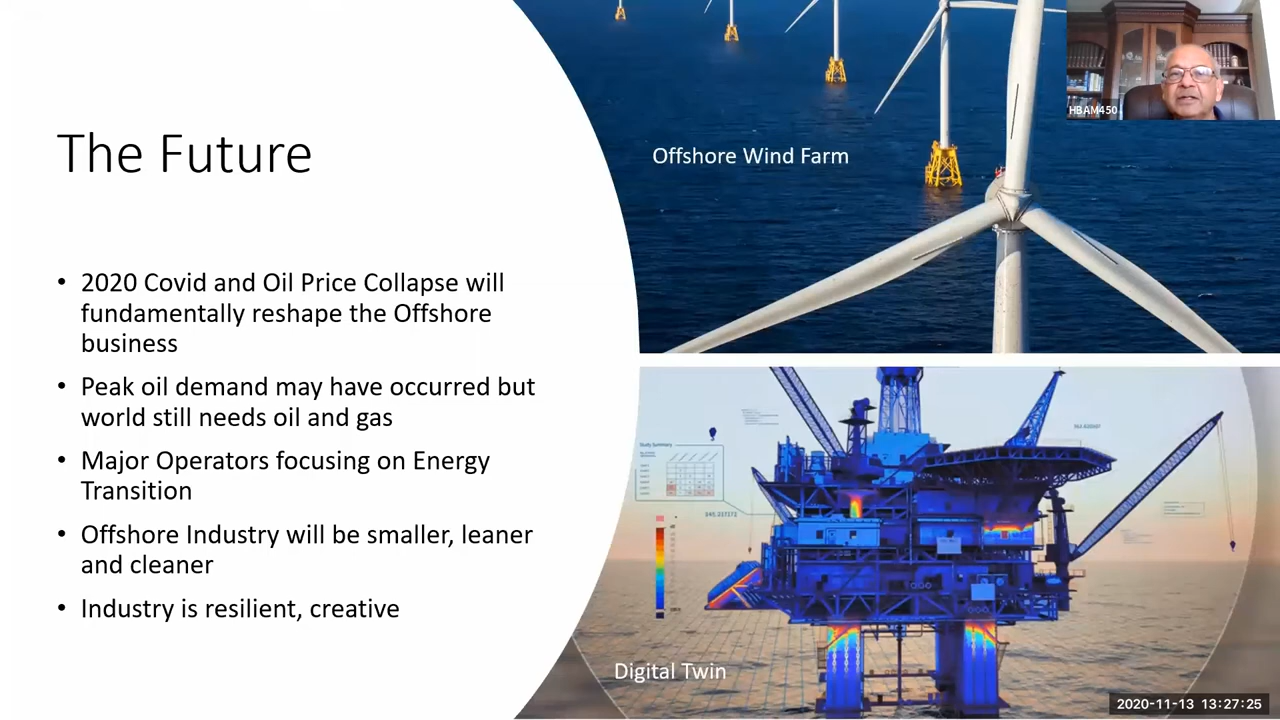 The Future
• 2020 Covid and Oil Price Collapse will
fundamentally reshape the Offshore
business
• Peak oil demand may have occurred but
world still needs oil and gas
• Major Operators focusing on Energy
Transition
• Offshore Industry will be smaller, leaner
and cleaner
• Industry is resilient, creative
Offshore Wind Farm
HBAM450
Study Summary
Digital Twin
2020-11-13 13:27:25